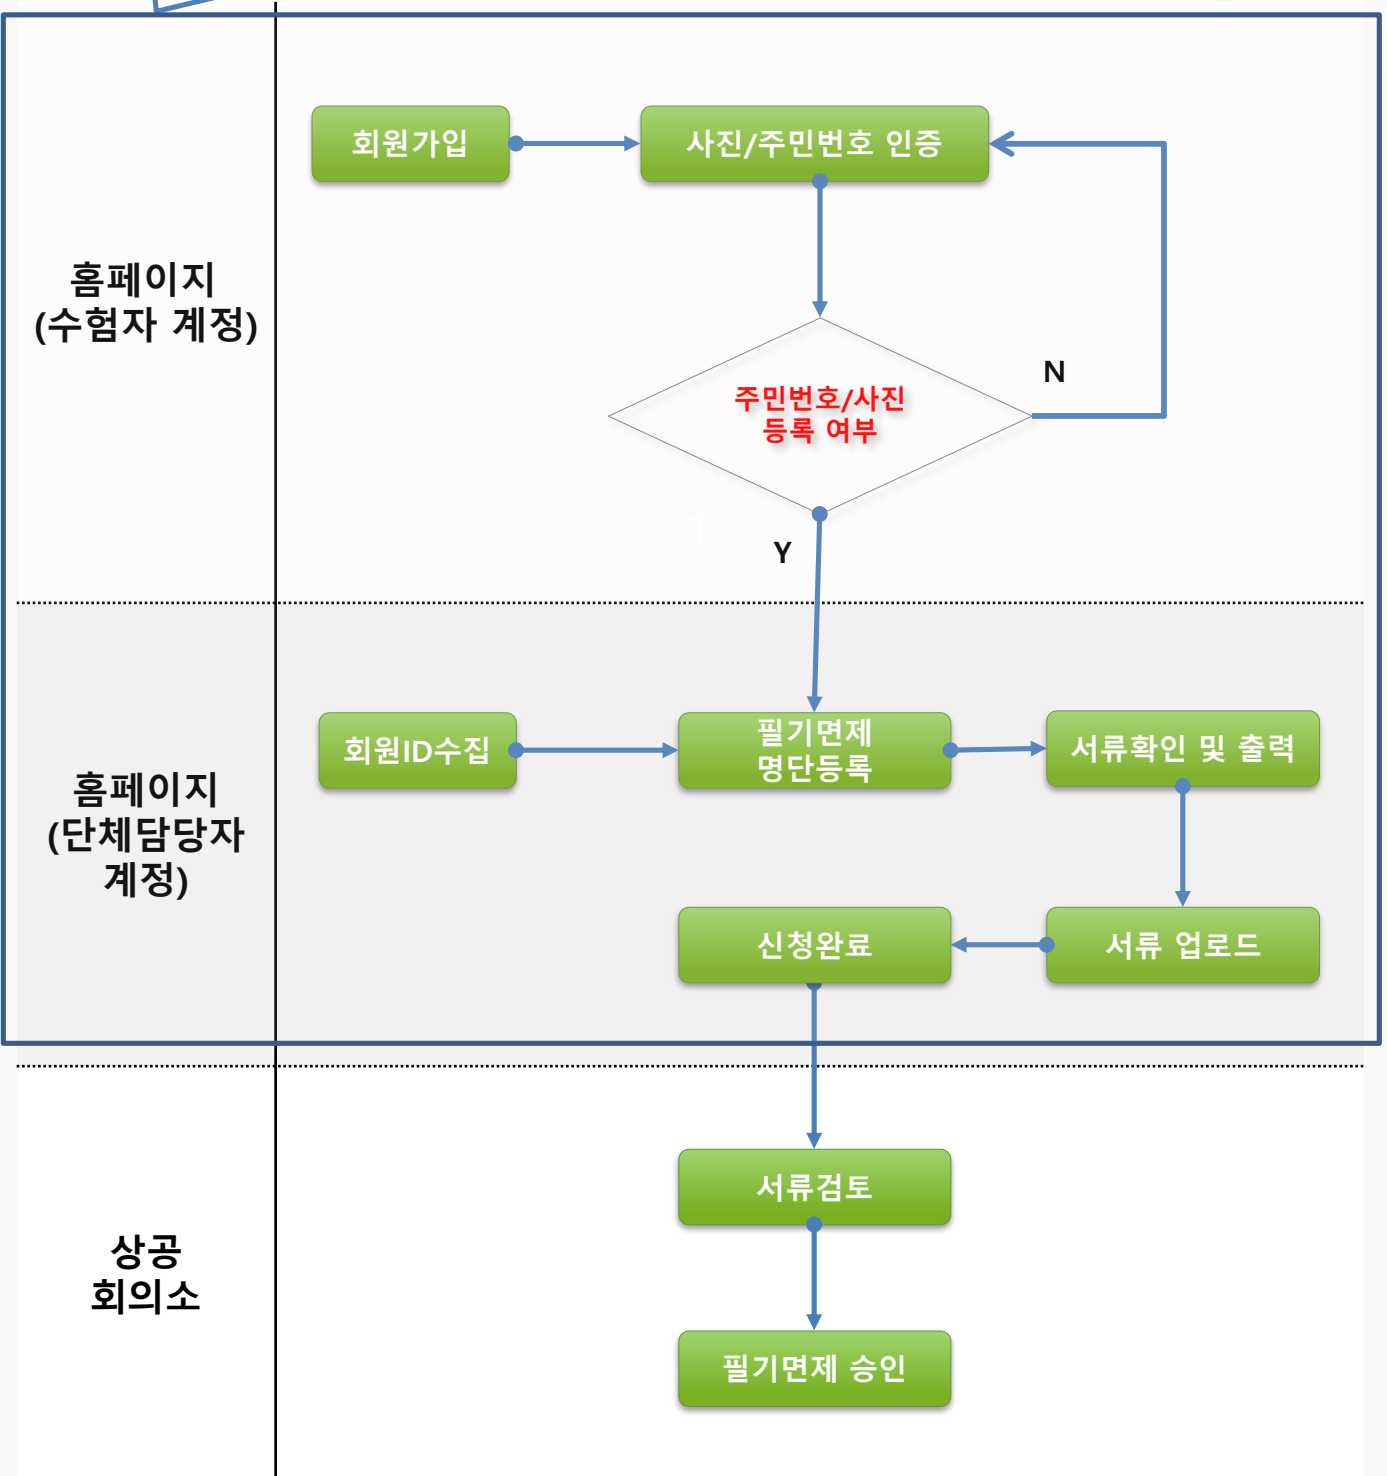 회원가입
사진/주민번호 인증
홈페이지
(수험자 계정)
주민번호/사진
등록 여부
N
Y
홈페이지
(단체담당자
계정)
회원ID수집
필기면제
명단등록
서류확인 및 출력
신청완료
서류 업로드
상공
회의소
서류검토
필기면제 승인